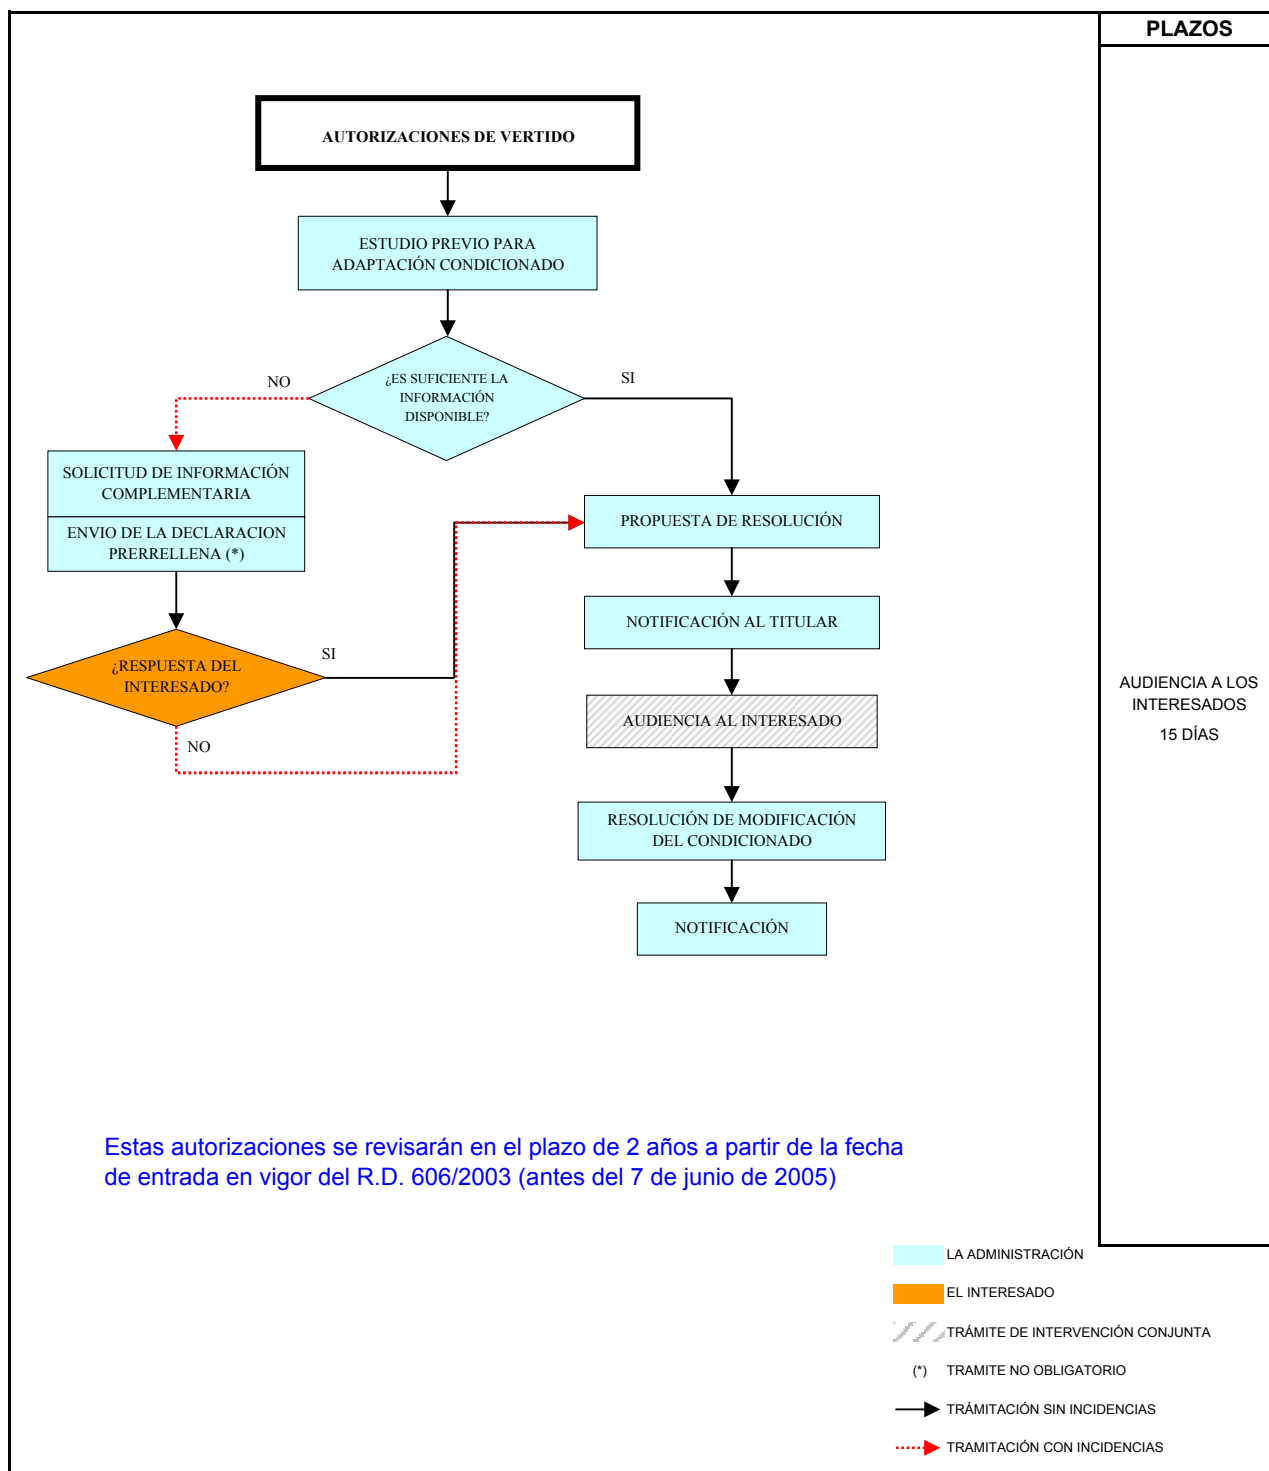 PLAZOS
AUTORIZACIONES DE VERTIDO
ESTUDIO PREVIO PARA
ADAPTACIÓN CONDICIONADO
¿ES SUFICIENTE LA
INFORMACIÓN
DISPONIBLE?
NO
SI
SOLICITUD DE INFORMACIÓN
COMPLEMENTARIA
ENVIO DE LA DECLARACION
PRERRELLENA (*)
PROPUESTA DE RESOLUCIÓN
NOTIFICACIÓN AL TITULAR
¿RESPUESTA DEL
INTERESADO?
SI
NO
AUDIENCIA AL INTERESADO
AUDIENCIA A LOS
INTERESADOS
15 DÍAS
RESOLUCIÓN DE MODIFICACIÓN
DEL CONDICIONADO
NOTIFICACIÓN
Estas autorizaciones se revisarán en el plazo de 2 años a partir de la fecha
de entrada en vigor del R.D. 606/2003 (antes del 7 de junio de 2005)
LA ADMINISTRACIÓN
EL INTERESADO
TRÁMITE DE INTERVENCIÓN CONJUNTA
(*) TRAMITE NO OBLIGATORIO
TRÁMITACIÓN SIN INCIDENCIAS
TRAMITACIÓN CON INCIDENCIAS